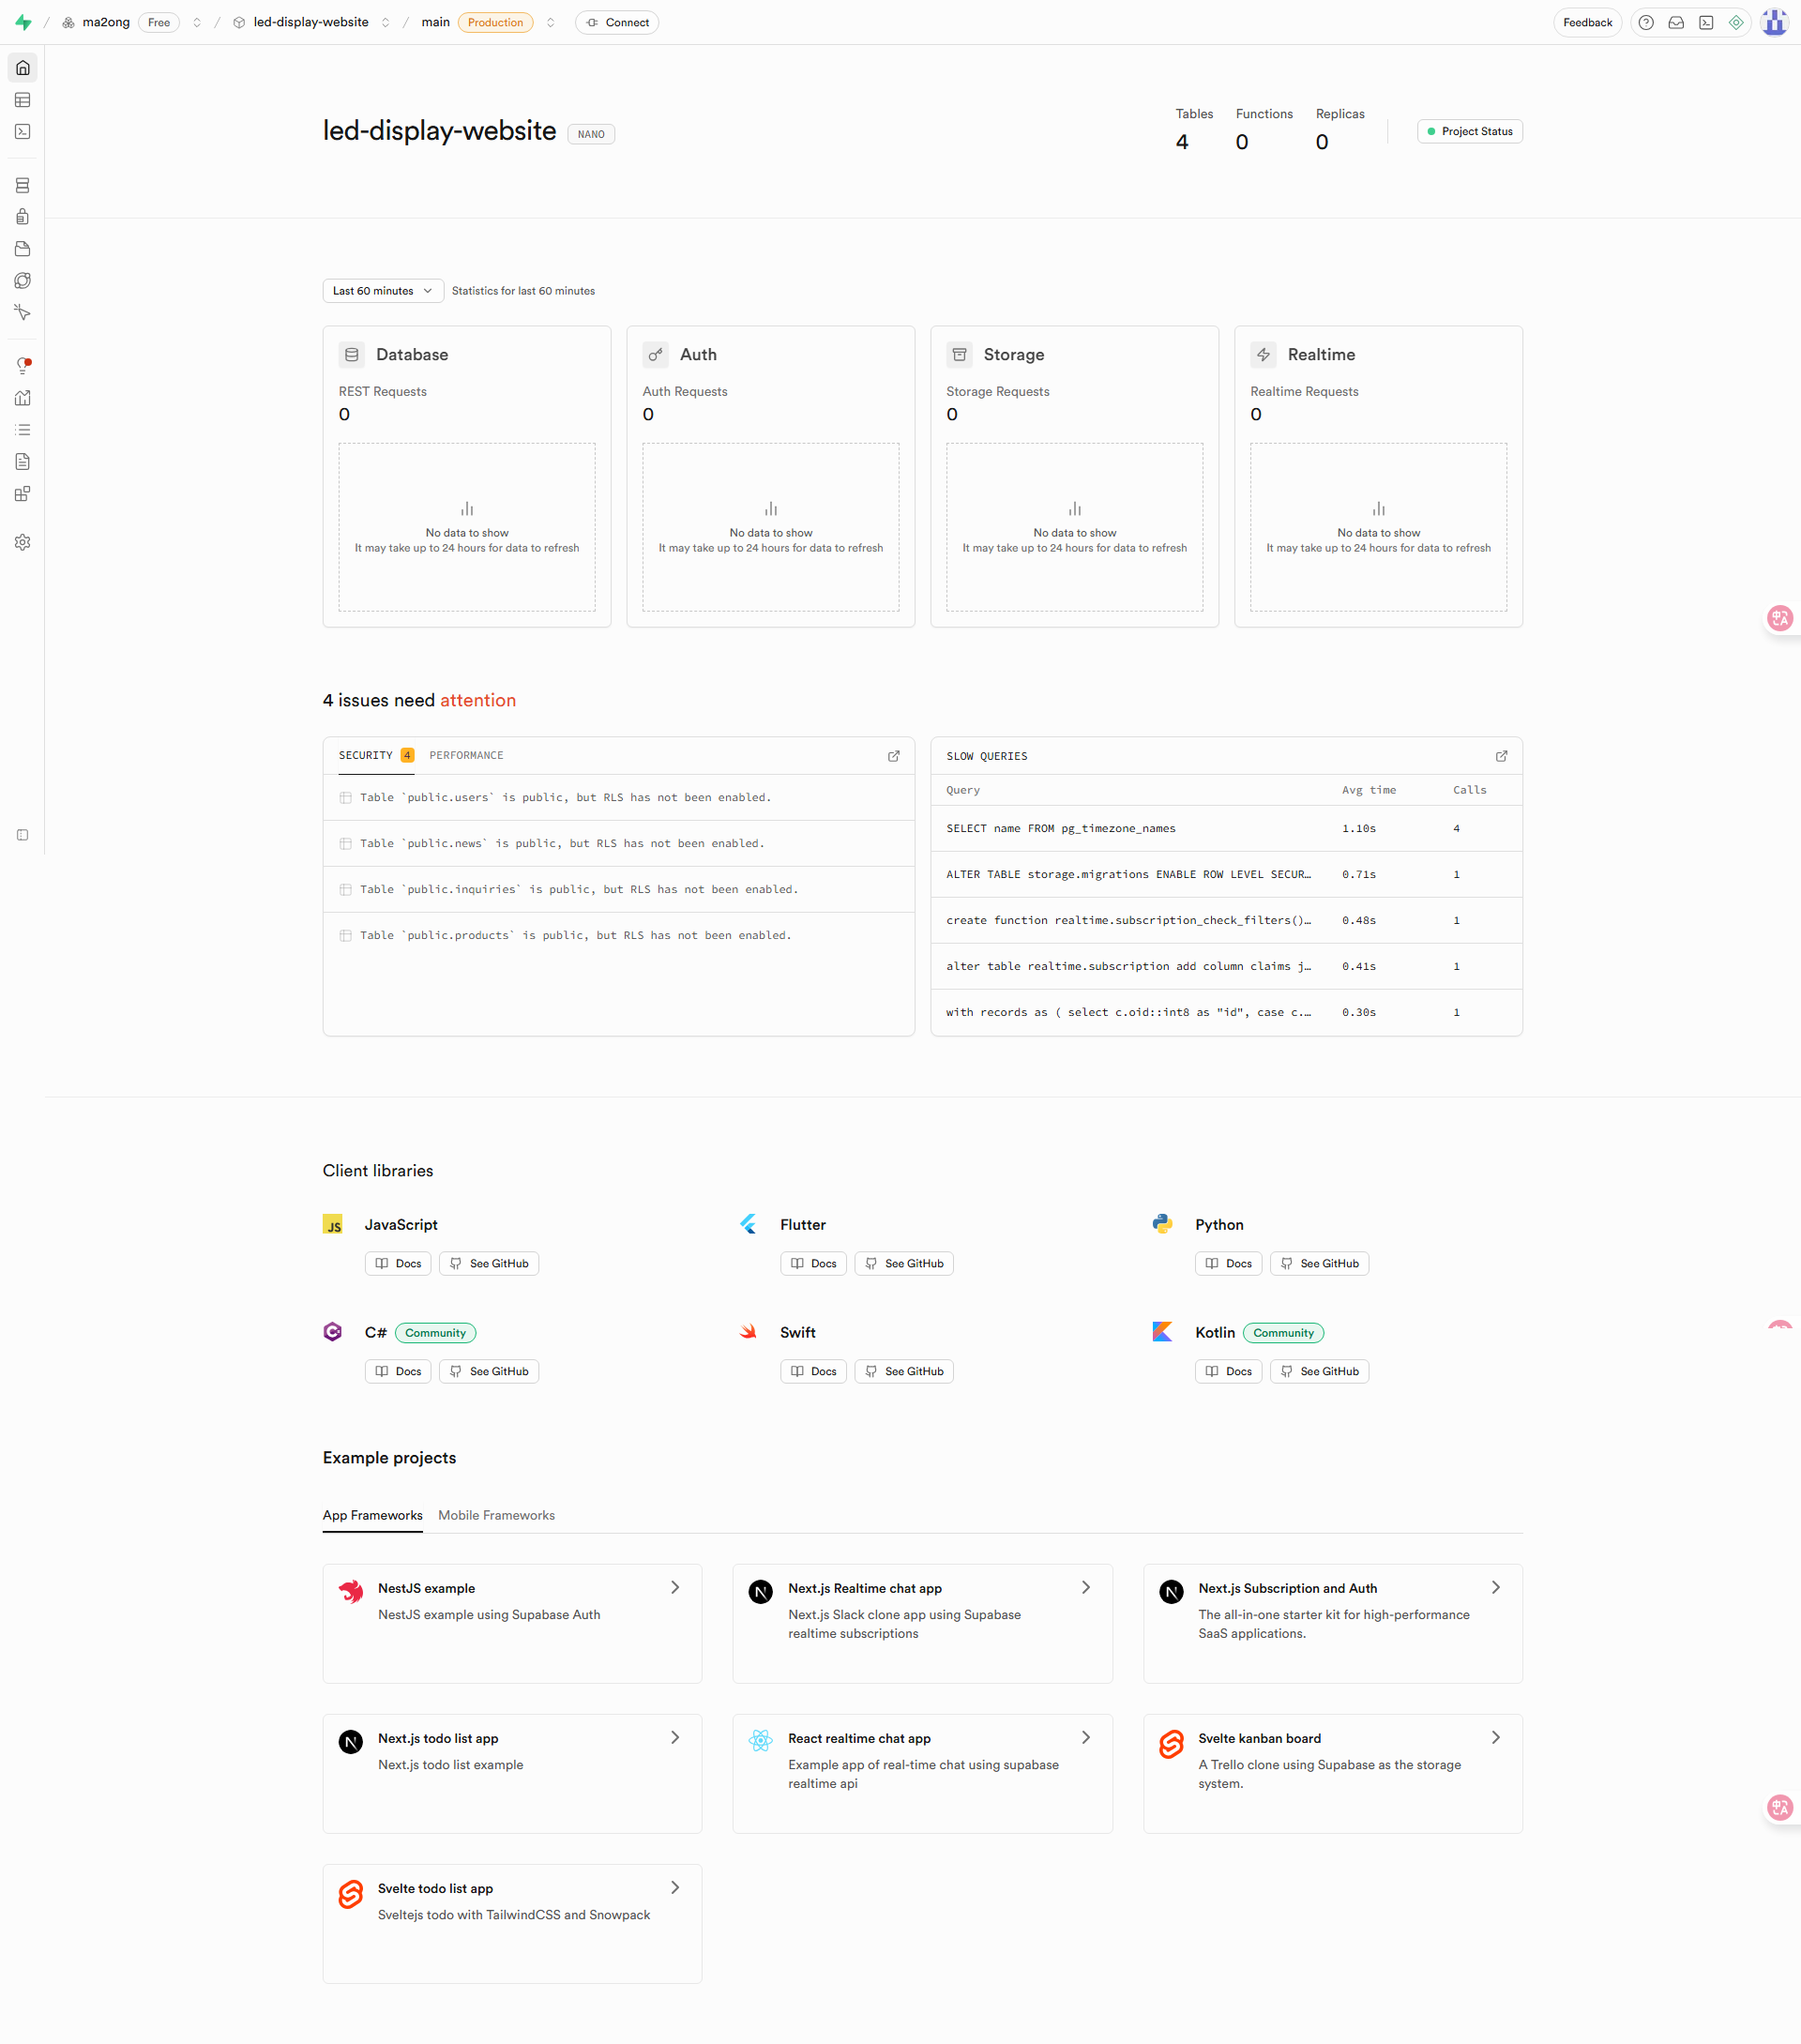 ma2ong Free / led-display-website / main Production Connect
Feedback
led-display-website NANO
Tables Functions Replicas
4 0 0
Project Status
Last 60 minutes Statistics for last 60 minutes
Database
REST Requests
0
No data to show
It may take up to 24 hours for data to refresh
Auth
Auth Requests
0
No data to show
It may take up to 24 hours for data to refresh
Storage
Storage Requests
0
No data to show
It may take up to 24 hours for data to refresh
Realtime
Realtime Requests
0
No data to show
It may take up to 24 hours for data to refresh
4 issues need attention
SECURITY 4 PERFORMANCE
Table `public.users` is public, but RLS has not been enabled.
Table `public.news` is public, but RLS has not been enabled.
Table `public.inquiries` is public, but RLS has not been enabled.
Table `public.products` is public, but RLS has not been enabled.
SLOW QUERIES
Query Avg time Calls
SELECT name FROM pg_timezone_names 1.10s 4
ALTER TABLE storage.migrations ENABLE ROW LEVEL SECUR… 0.71s 1
create function realtime.subscription_check_filters()… 0.48s 1
alter table realtime.subscription add column claims j… 0.41s 1
with records as ( select c.oid::int8 as "id", case c.… 0.30s 1
Client libraries
JS JavaScript
Docs See GitHub
Flutter
Docs See GitHub
Python
Docs See GitHub
C# Community
Docs See GitHub
Swift
Docs See GitHub
Kotlin Community
Docs See GitHub
Example projects
App Frameworks Mobile Frameworks
NestJS example
NestJS example using Supabase Auth
Next.js Realtime chat app
Next.js Slack clone app using Supabase
realtime subscriptions
Next.js Subscription and Auth
The all-in-one starter kit for high-performance
SaaS applications.
Next.js todo list app
Next.js todo list example
React realtime chat app
Example app of real-time chat using supabase
realtime api
Svelte kanban board
A Trello clone using Supabase as the storage
system.
Svelte todo list app
Sveltejs todo with TailwindCSS and Snowpack